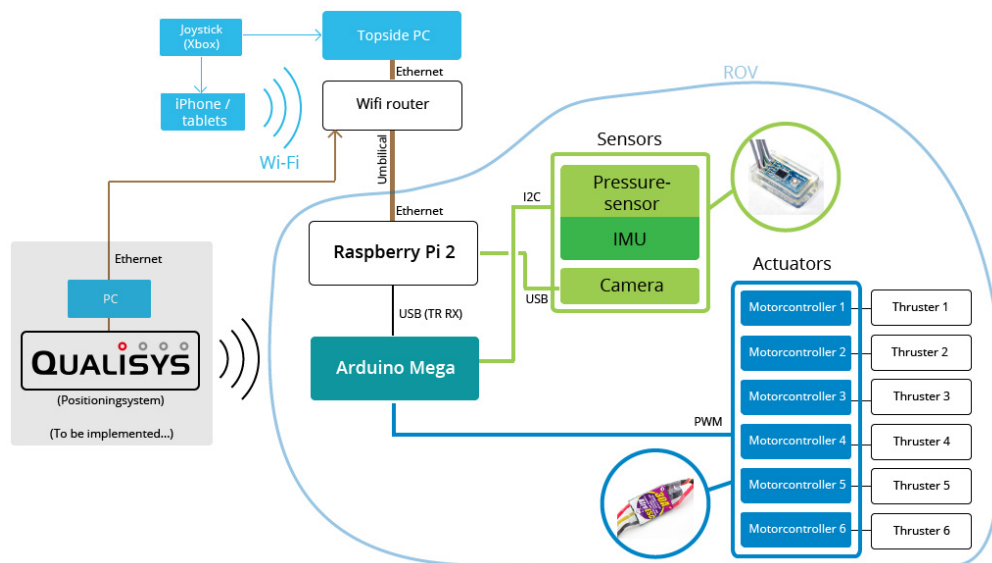 Joystick
(Xbox)
Topside PC
Ethernet
iPhone /
tablets
Wifi router
Wi-Fi
Umbilical
ROV
Sensors
Pressure-
sensor
IMU
Camera
I2C
USB
Ethernet
Raspberry Pi 2
USB (TR RX)
Arduino Mega
Ethernet
PC
QUALISYS
(Positioningsystem)
(To be implemented...)
PWM
Actuators
Motorcontroller 1
Thruster 1
Motorcontroller 2
Thruster 2
Motorcontroller 3
Thruster 3
Motorcontroller 4
Thruster 4
Motorcontroller 5
Thruster 5
Motorcontroller 6
Thruster 6
30A